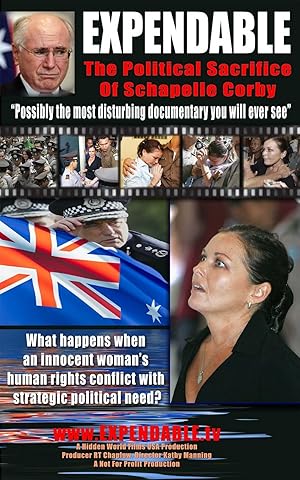 EXPENDABLE
The Political Sacrifice
Of Schapelle Corby
"Possibly the most disturbing documentary you will ever see"
What happens when
an innocent woman's
human rights conflict with
strategic political need?
www.EXPENDABLE.tv
A Hidden World Films USA Production
Producer RT Chaplow Director Kathy Manning
A Not For Profit Production